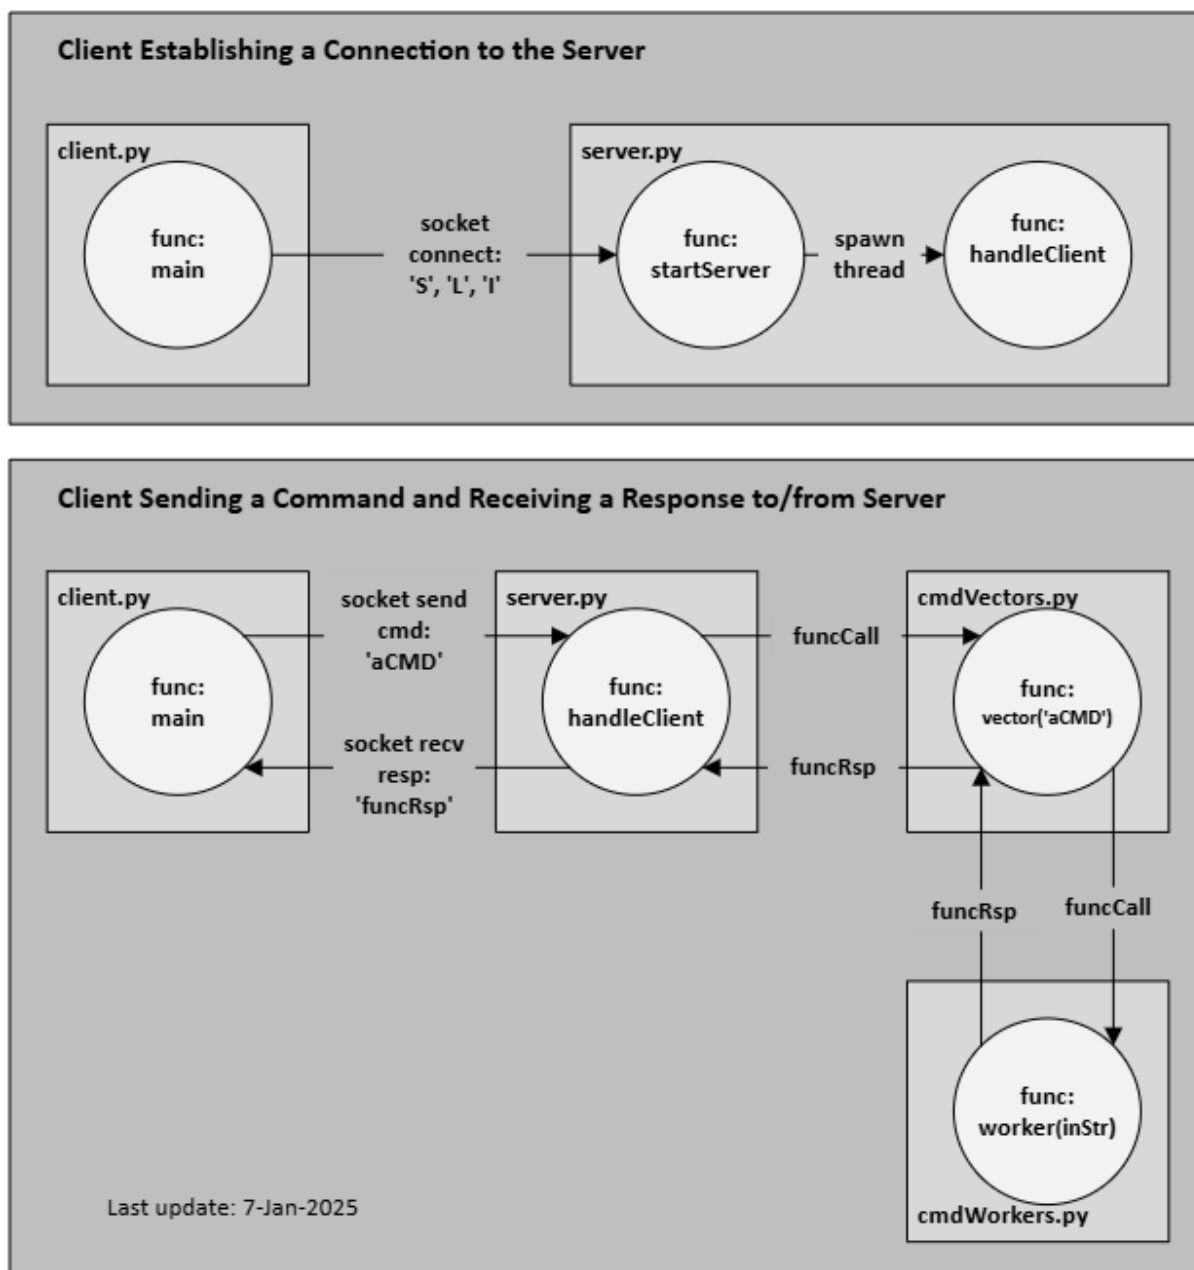 Client Establishing a Connection to the Server
client.py
func:
main
socket
connect:
'S', 'L', 'I'
server.py
func:
startServer
spawn
thread
func:
handleClient
Client Sending a Command and Receiving a Response to/from Server
client.py
func:
main
socket send
cmd:
'aCMD'
socket recv
resp:
'funcRsp'
server.py
func:
handleClient
funcCall
funcRsp
cmdVectors.py
func:
vector('aCMD')
funcRsp
funcCall
func:
worker(inStr)
cmdWorkers.py
Last update: 7-Jan-2025